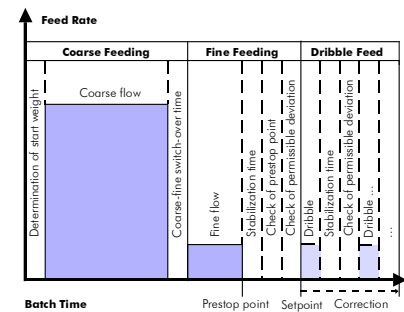 Feed Rate
Coarse Feeding
Fine Feeding
Dribble Feed
Determination of start weight
Coarse flow
Coarse-fine switch-over time
Fine flow
Stabilization time
Check of prestop point
Check of permissible deviation
Dribble
Stabilization time
Check of permissible deviation
Dribble ...
...
Batch Time
Prestop point
Setpoint
Correction